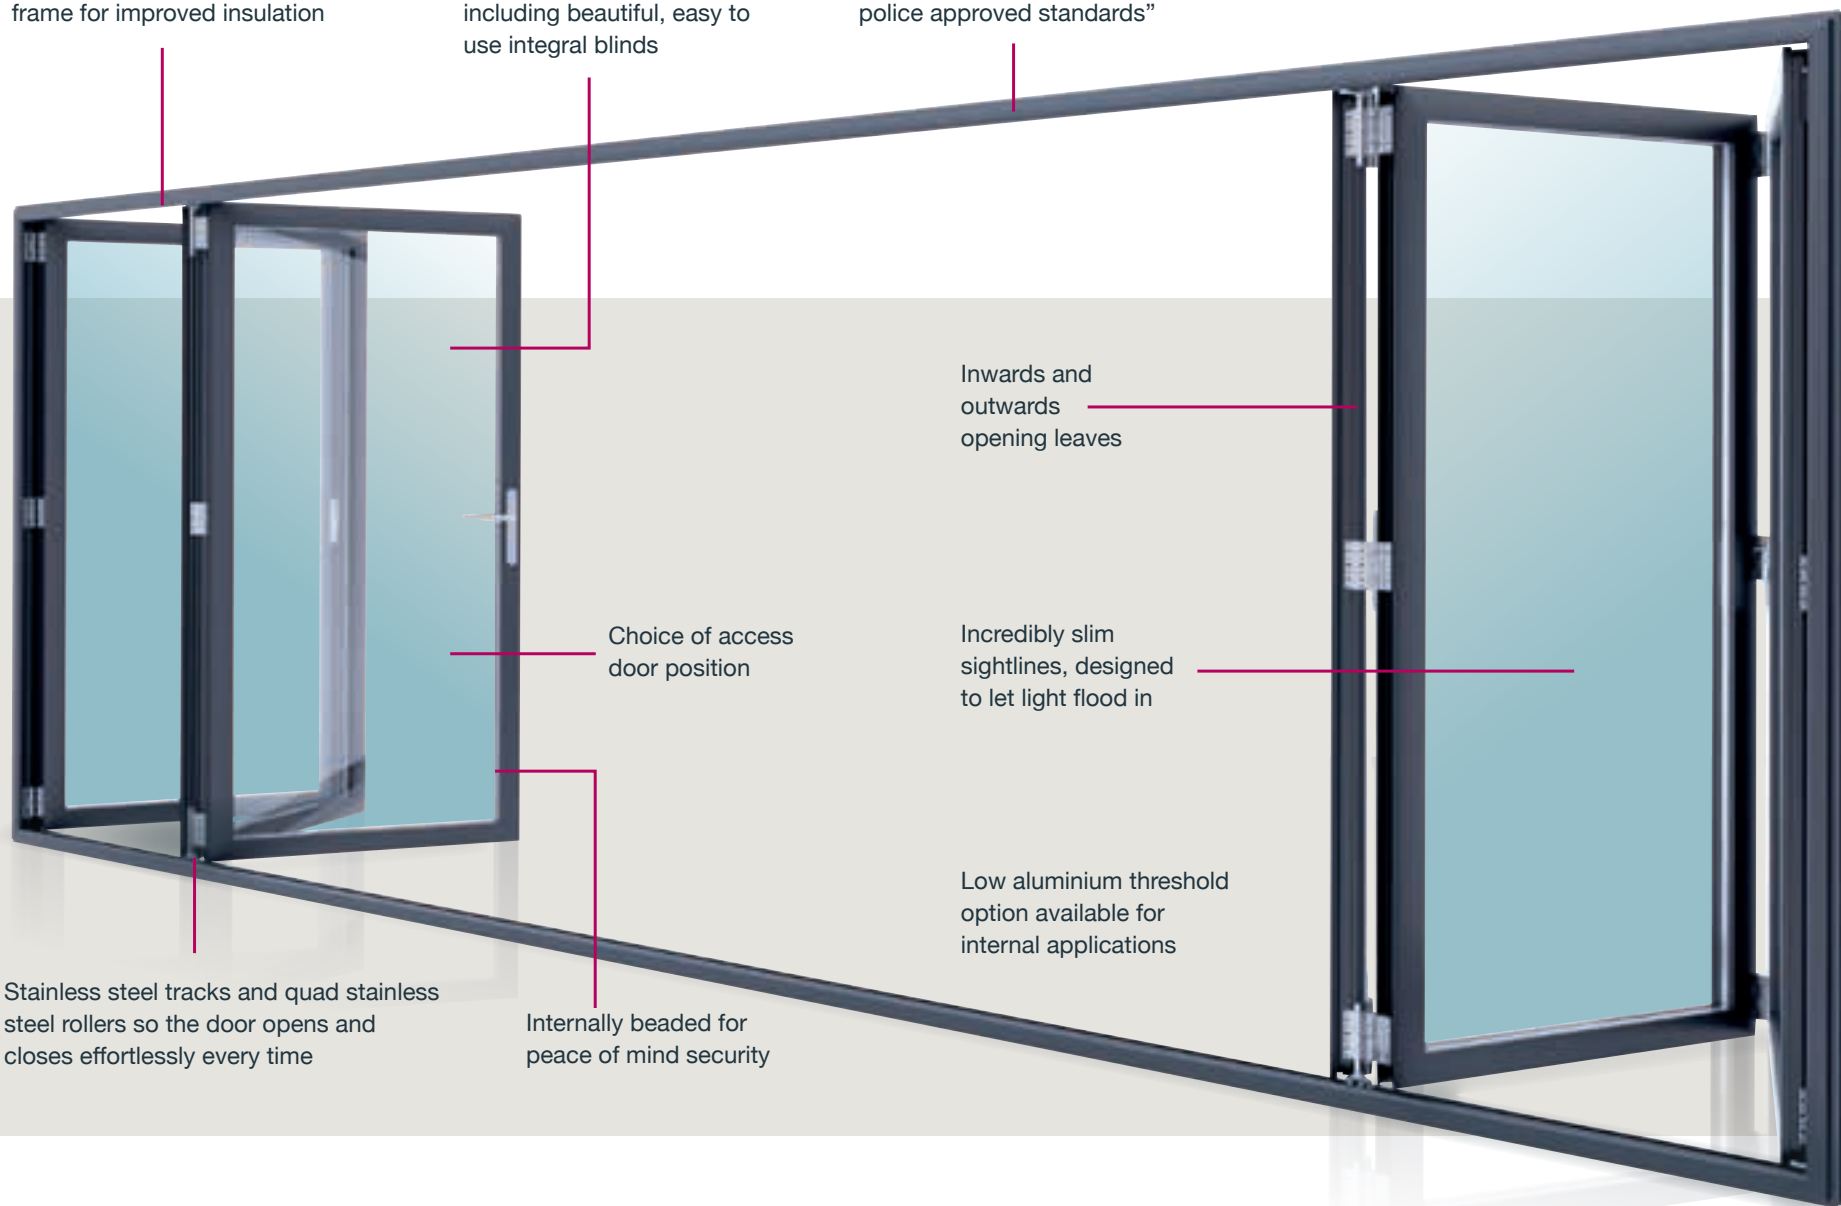 frame for improved insulation
including beautiful, easy to
use integral blinds
police approved standards”
Inwards and
outwards
opening leaves
Choice of access
door position
Incredibly slim
sightlines, designed
to let light flood in
Low aluminium threshold
option available for
internal applications
Stainless steel tracks and quad stainless
steel rollers so the door opens and
closes effortlessly every time
Internally beaded for
peace of mind security